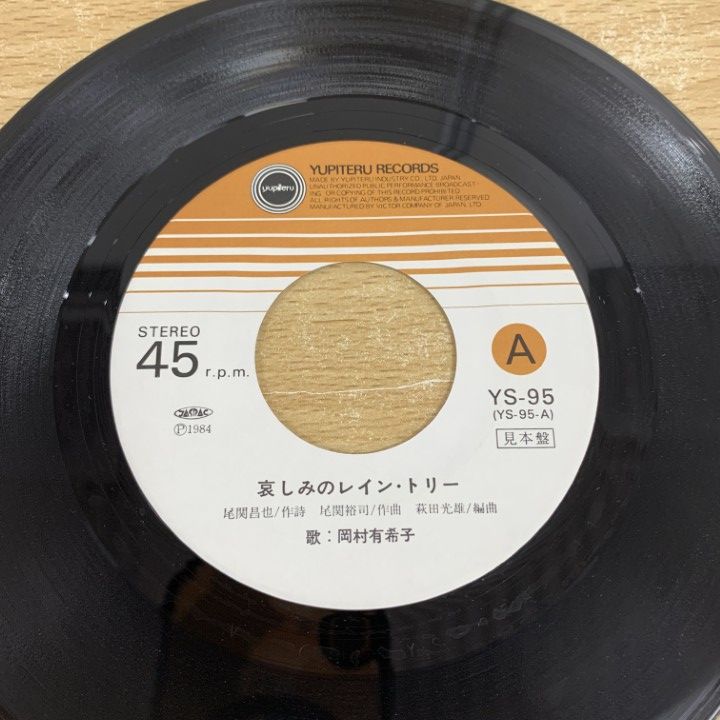 YUPITERU RECORDS
MADE BY YUPITERU INDUSTRY CO., LTD. JAPAN
UNAUTHORIZED PUBLIC PERFORMANCE BROADCAST-
ING OR COPYING OF THIS RECORD PROHIBITED
ALL RIGHTS OF AUTHORS & MANUFACTURER RESERVED
MANUFACTURED BY VICTOR COMPANY OF JAPAN, LTD.
yupiteru
STEREO
45 r.p.m.
A
YS-95
(YS-95-A)
JASRAC
Ⓟ1984
見本盤
哀しみのレイン・トリー
尾関昌也/作詩 尾関裕司/作曲 萩田光雄/編曲
歌：岡村有希子